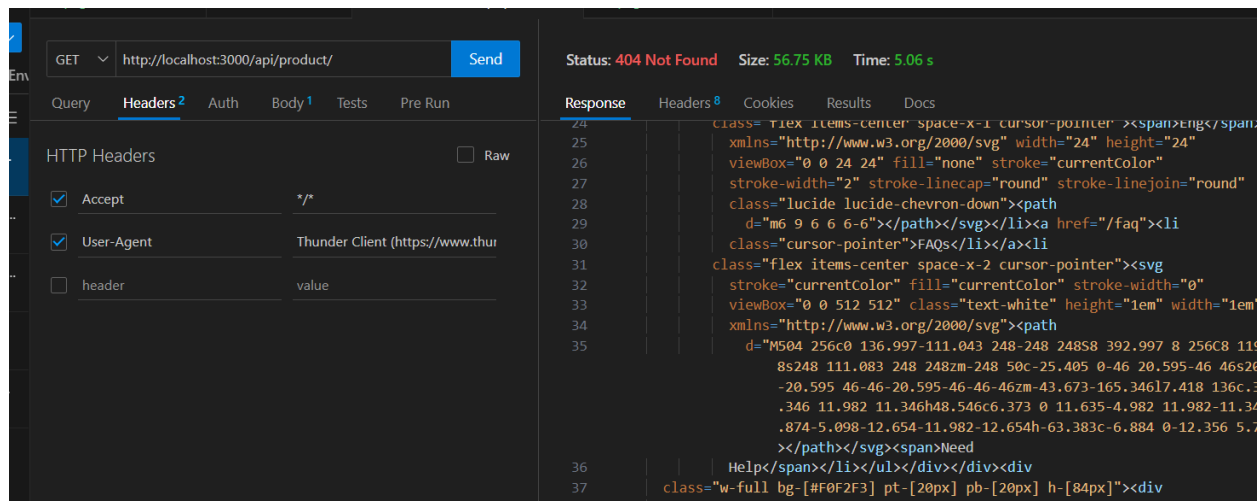 GET http://localhost:3000/api/product/ Send
Status: 404 Not Found Size: 56.75 KB Time: 5.06 s
Env
Query Headers 2 Auth Body 1 Tests Pre Run
Response Headers 8 Cookies Results Docs
HTTP Headers Raw
Accept */*
User-Agent Thunder Client (https://www.thur
header value
24 class="flex items-center space-x-1 cursor-pointer"><span>Eng</span>
25 xmlns="http://www.w3.org/2000/svg" width="24" height="24"
26 viewBox="0 0 24 24" fill="none" stroke="currentColor"
27 stroke-width="2" stroke-linecap="round" stroke-linejoin="round"
28 class="lucide lucide-chevron-down"><path
29 d="m6 9 6 6 6-6"></path></svg></li><a href="/faq"><li
30 class="cursor-pointer">FAQs</li></a><li
31 class="flex items-center space-x-2 cursor-pointer"><svg
32 stroke="currentColor" fill="currentColor" stroke-width="0"
33 viewBox="0 0 512 512" class="text-white" height="1em" width="1em"
34 xmlns="http://www.w3.org/2000/svg"><path
35 d="M504 256c0 136.997-111.043 248-248 248S8 392.997 8 256C8 119
8s248 111.083 248 248zm-248 50c-25.405 0-46 20.595-46 46s20
-20.595 46-46-20.595-46-46-46zm-43.673-165.346l7.418 136c.3
.346 11.982 11.346h48.546c6.373 0 11.635-4.982 11.982-11.34
.874-5.098-12.654-11.982-12.654h-63.383c-6.884 0-12.356 5.7
></path></svg><span>Need
36 Help</span></li></ul></div></div><div
37 class="w-full bg-[#F0F2F3] pt-[20px] pb-[20px] h-[84px]"><div